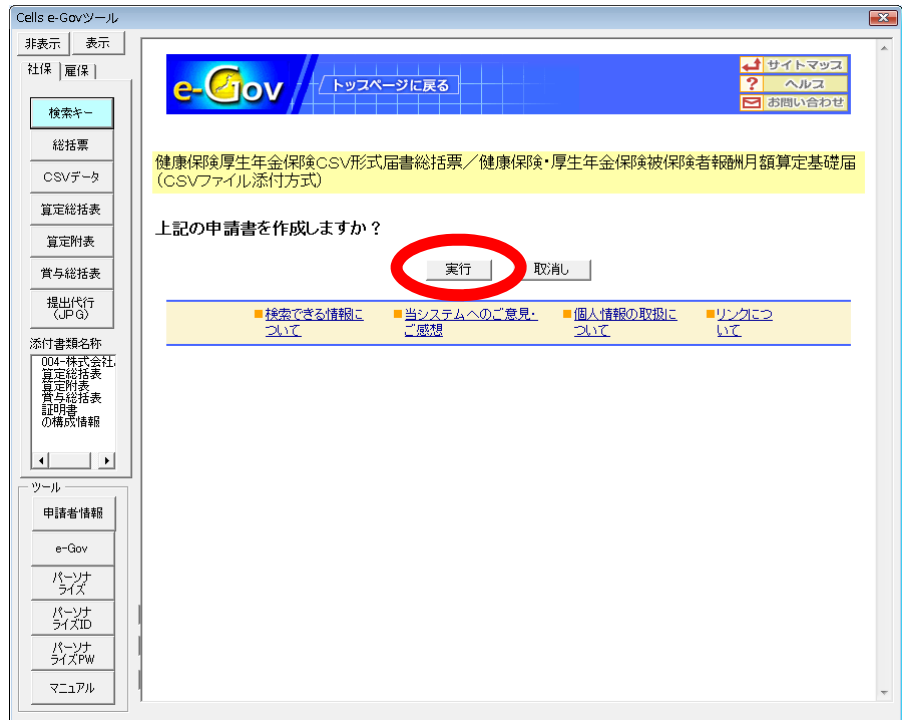 Cells e-Govツール
非表示 表示
社保 雇保
検索キー
総括票
CSVデータ
算定総括表
算定附表
賞与総括表
提出代行
(JPG)
添付書類名称
004-株式会社
算定総括表
算定附表
賞与総括表
証明書
の構成情報
ツール
申請者情報
e-Gov
パーソナ
ライズ
パーソナ
ライズID
パーソナ
ライズPW
マニュアル
e-Gov
トップページに戻る
サイトマップ
? ヘルプ
お問い合わせ
健康保険厚生年金保険CSV形式届書総括票／健康保険・厚生年金保険被保険者報酬月額算定基礎届
(CSVファイル添付方式)
上記の申請書を作成しますか？
実行 取消し
■検索できる情報に
ついて
■当システムへのご意見・
ご感想
■個人情報の取扱に
ついて
■リンクにつ
いて